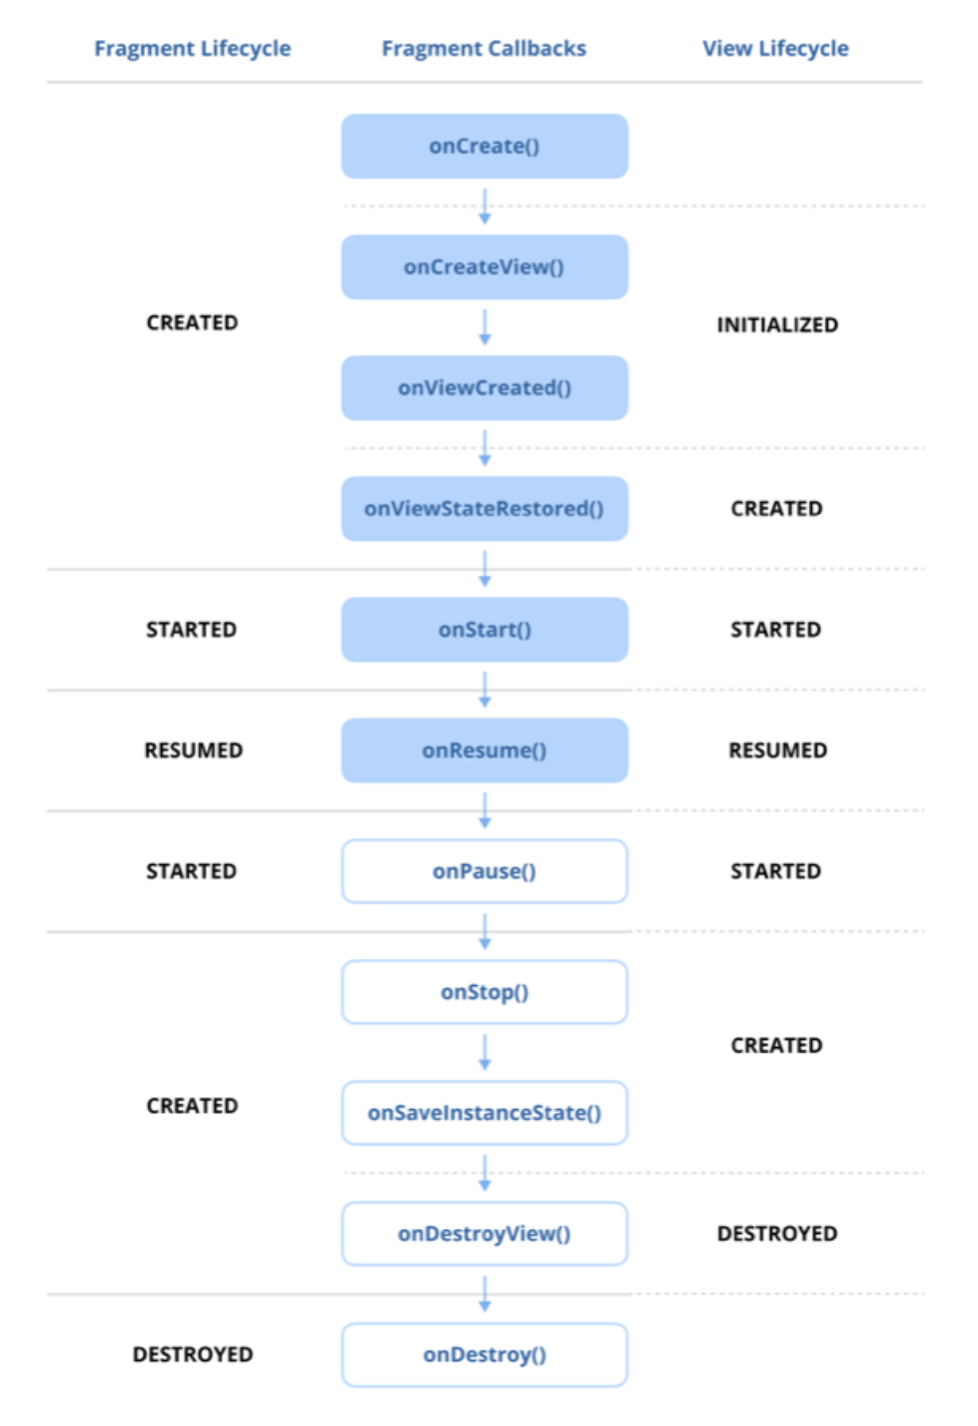 Fragment Lifecycle Fragment Callbacks View Lifecycle
onCreate()
onCreateView()
CREATED INITIALIZED
onViewCreated()
onViewStateRestored() CREATED
STARTED onStart() STARTED
RESUMED onResume() RESUMED
STARTED onPause() STARTED
onStop()
CREATED
CREATED onSaveInstanceState()
onDestroyView() DESTROYED
DESTROYED onDestroy()